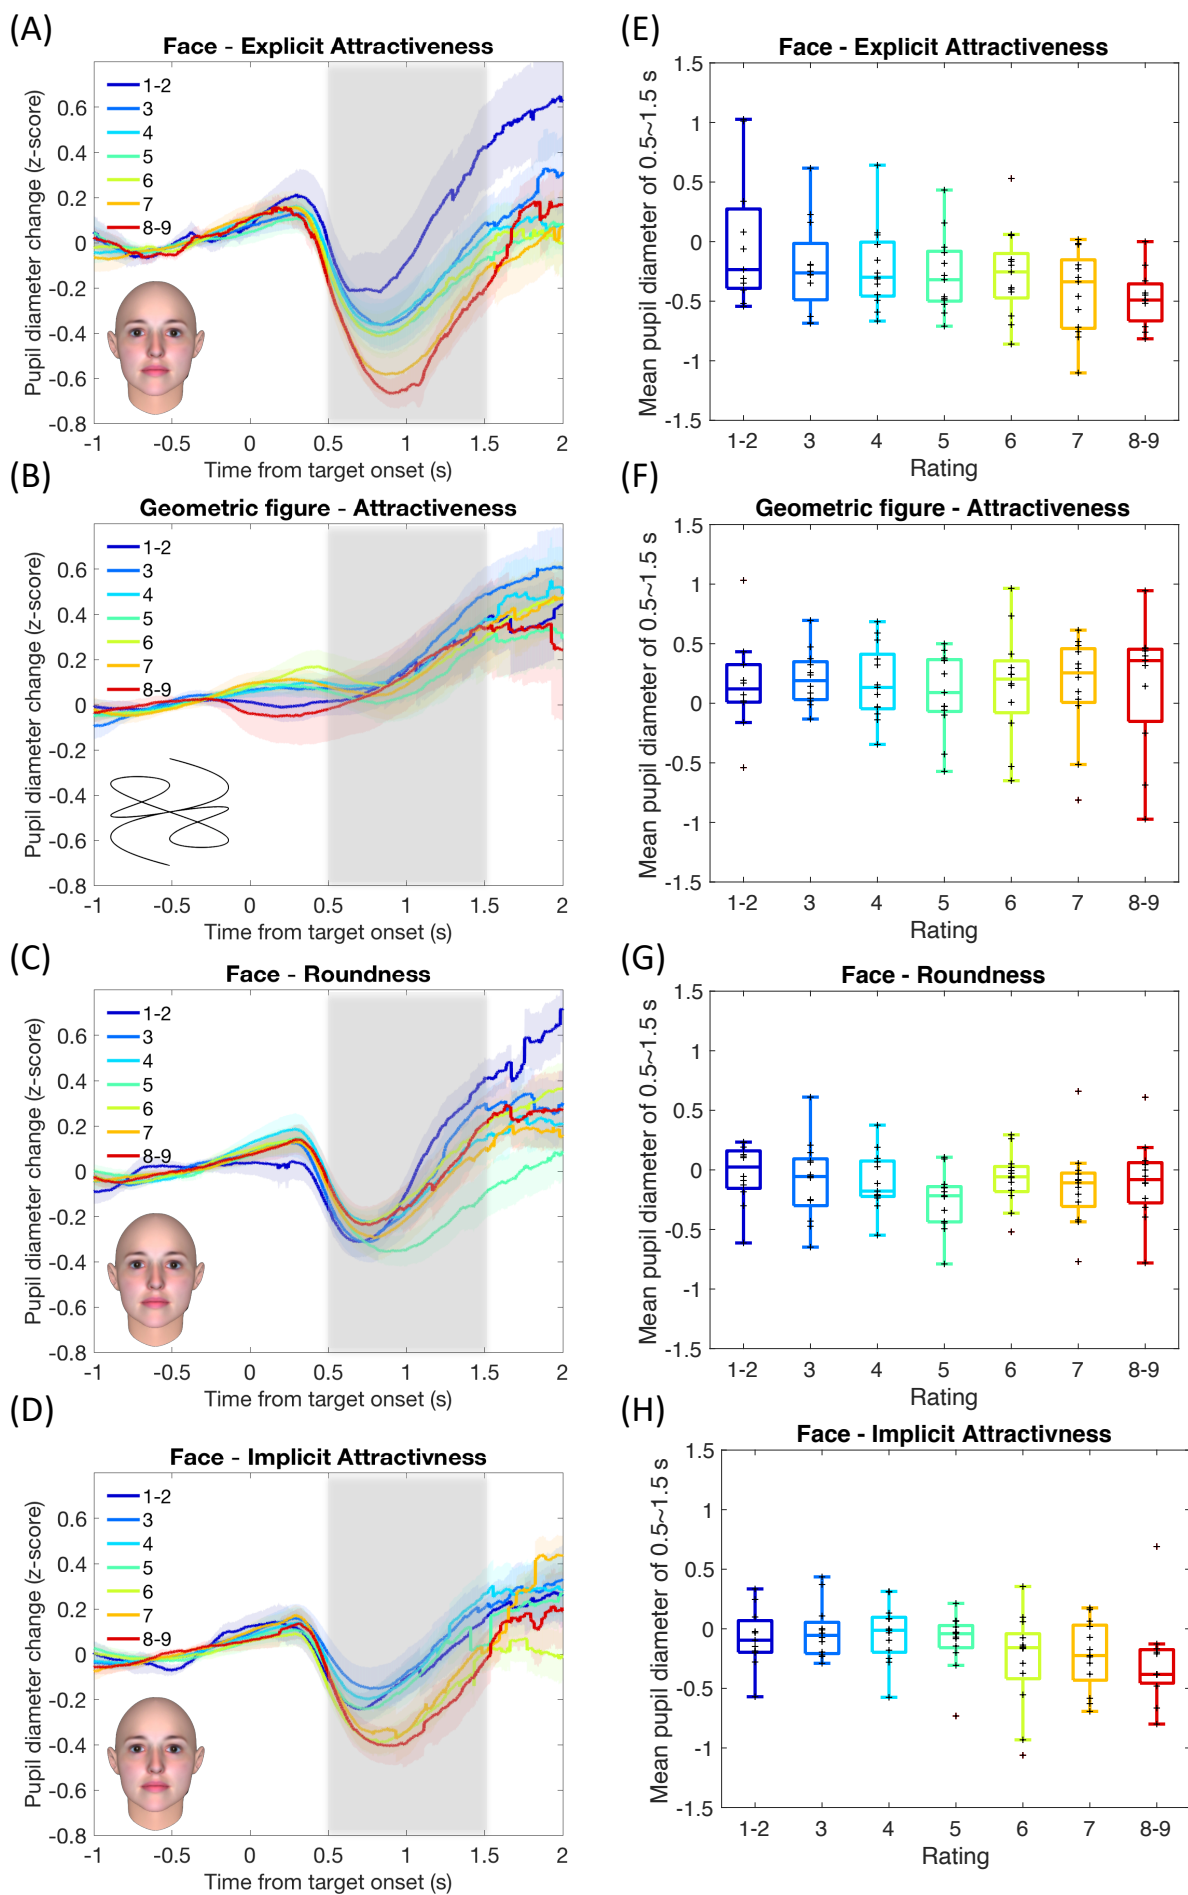 (A)
Face - Explicit Attractiveness
Pupil diameter change (z-score)
0.6
0.4
0.2
0
-0.2
-0.4
-0.6
-0.8
1-2
3
4
5
6
7
8-9
-1 -0.5 0 0.5 1 1.5 2
Time from target onset (s)
(E)
Face - Explicit Attractiveness
Mean pupil diameter of 0.5~1.5 s
1.5
1
0.5
0
-0.5
-1
-1.5
1-2 3 4 5 6 7 8-9
Rating
(B)
Geometric figure - Attractiveness
Pupil diameter change (z-score)
0.6
0.4
0.2
0
-0.2
-0.4
-0.6
-0.8
1-2
3
4
5
6
7
8-9
-1 -0.5 0 0.5 1 1.5 2
Time from target onset (s)
(F)
Geometric figure - Attractiveness
Mean pupil diameter of 0.5~1.5 s
1.5
1
0.5
0
-0.5
-1
-1.5
1-2 3 4 5 6 7 8-9
Rating
(C)
Face - Roundness
Pupil diameter change (z-score)
0.6
0.4
0.2
0
-0.2
-0.4
-0.6
-0.8
1-2
3
4
5
6
7
8-9
-1 -0.5 0 0.5 1 1.5 2
Time from target onset (s)
(G)
Face - Roundness
Mean pupil diameter of 0.5~1.5 s
1.5
1
0.5
0
-0.5
-1
-1.5
1-2 3 4 5 6 7 8-9
Rating
(D)
Face - Implicit Attractivness
Pupil diameter change (z-score)
0.6
0.4
0.2
0
-0.2
-0.4
-0.6
-0.8
1-2
3
4
5
6
7
8-9
-1 -0.5 0 0.5 1 1.5 2
Time from target onset (s)
(H)
Face - Implicit Attractivness
Mean pupil diameter of 0.5~1.5 s
1.5
1
0.5
0
-0.5
-1
-1.5
1-2 3 4 5 6 7 8-9
Rating